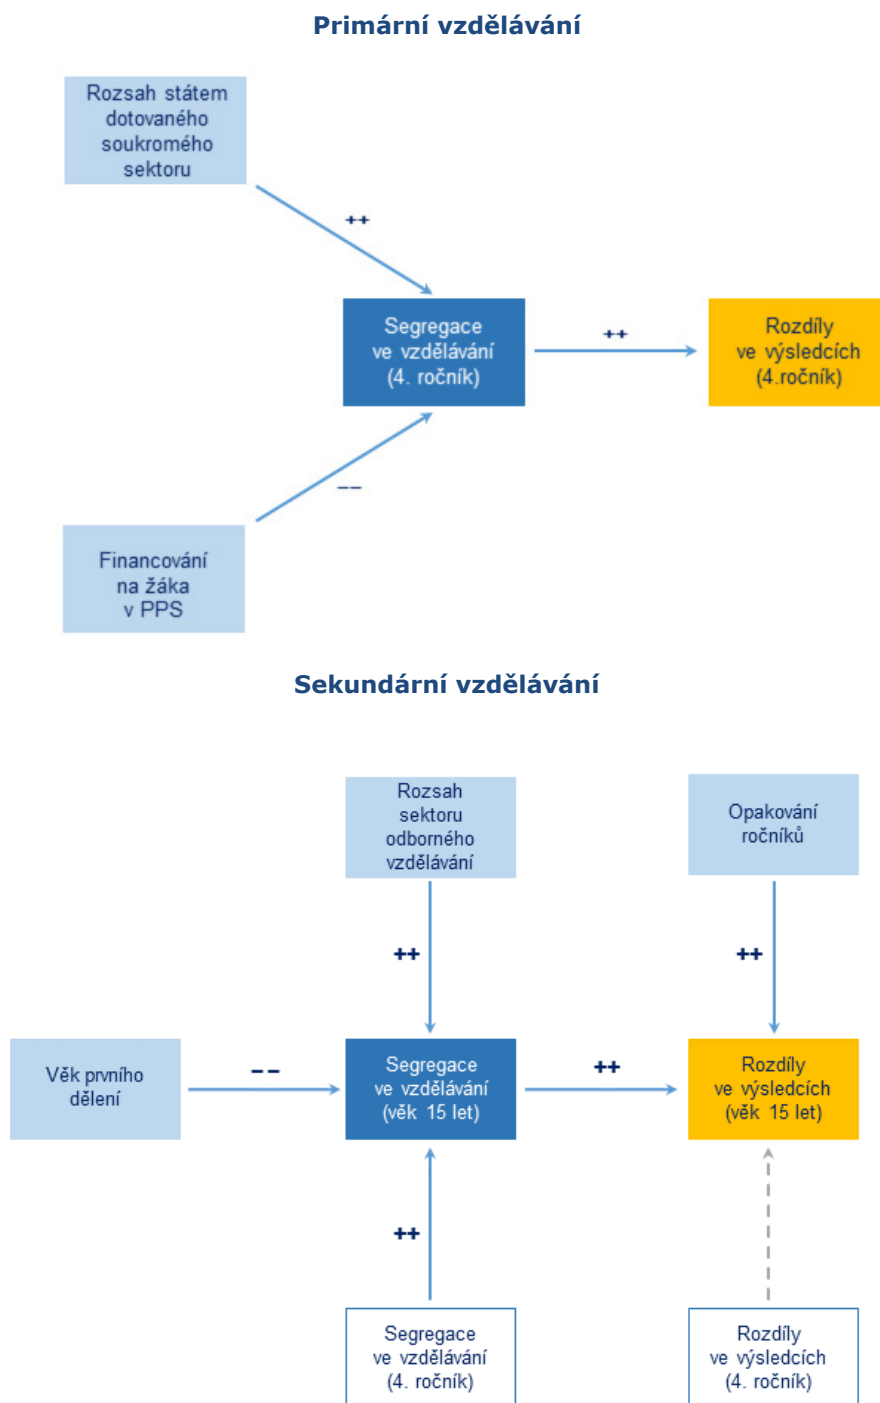 Primární vzdělávání
Rozsah státem
dotovaného
soukromého
sektoru
++
Segregace
ve vzdělávání
(4. ročník)
++
Rozdíly
ve výsledcích
(4.ročník)
––
Financování
na žáka
v PPS
Sekundární vzdělávání
Rozsah
sektoru
odborného
vzdělávání
Opakování
ročníků
++
++
Věk prvního
dělení
––
Segregace
ve vzdělávání
(věk 15 let)
++
Rozdíly
ve výsledcích
(věk 15 let)
++
Segregace
ve vzdělávání
(4. ročník)
Rozdíly
ve výsledcích
(4. ročník)